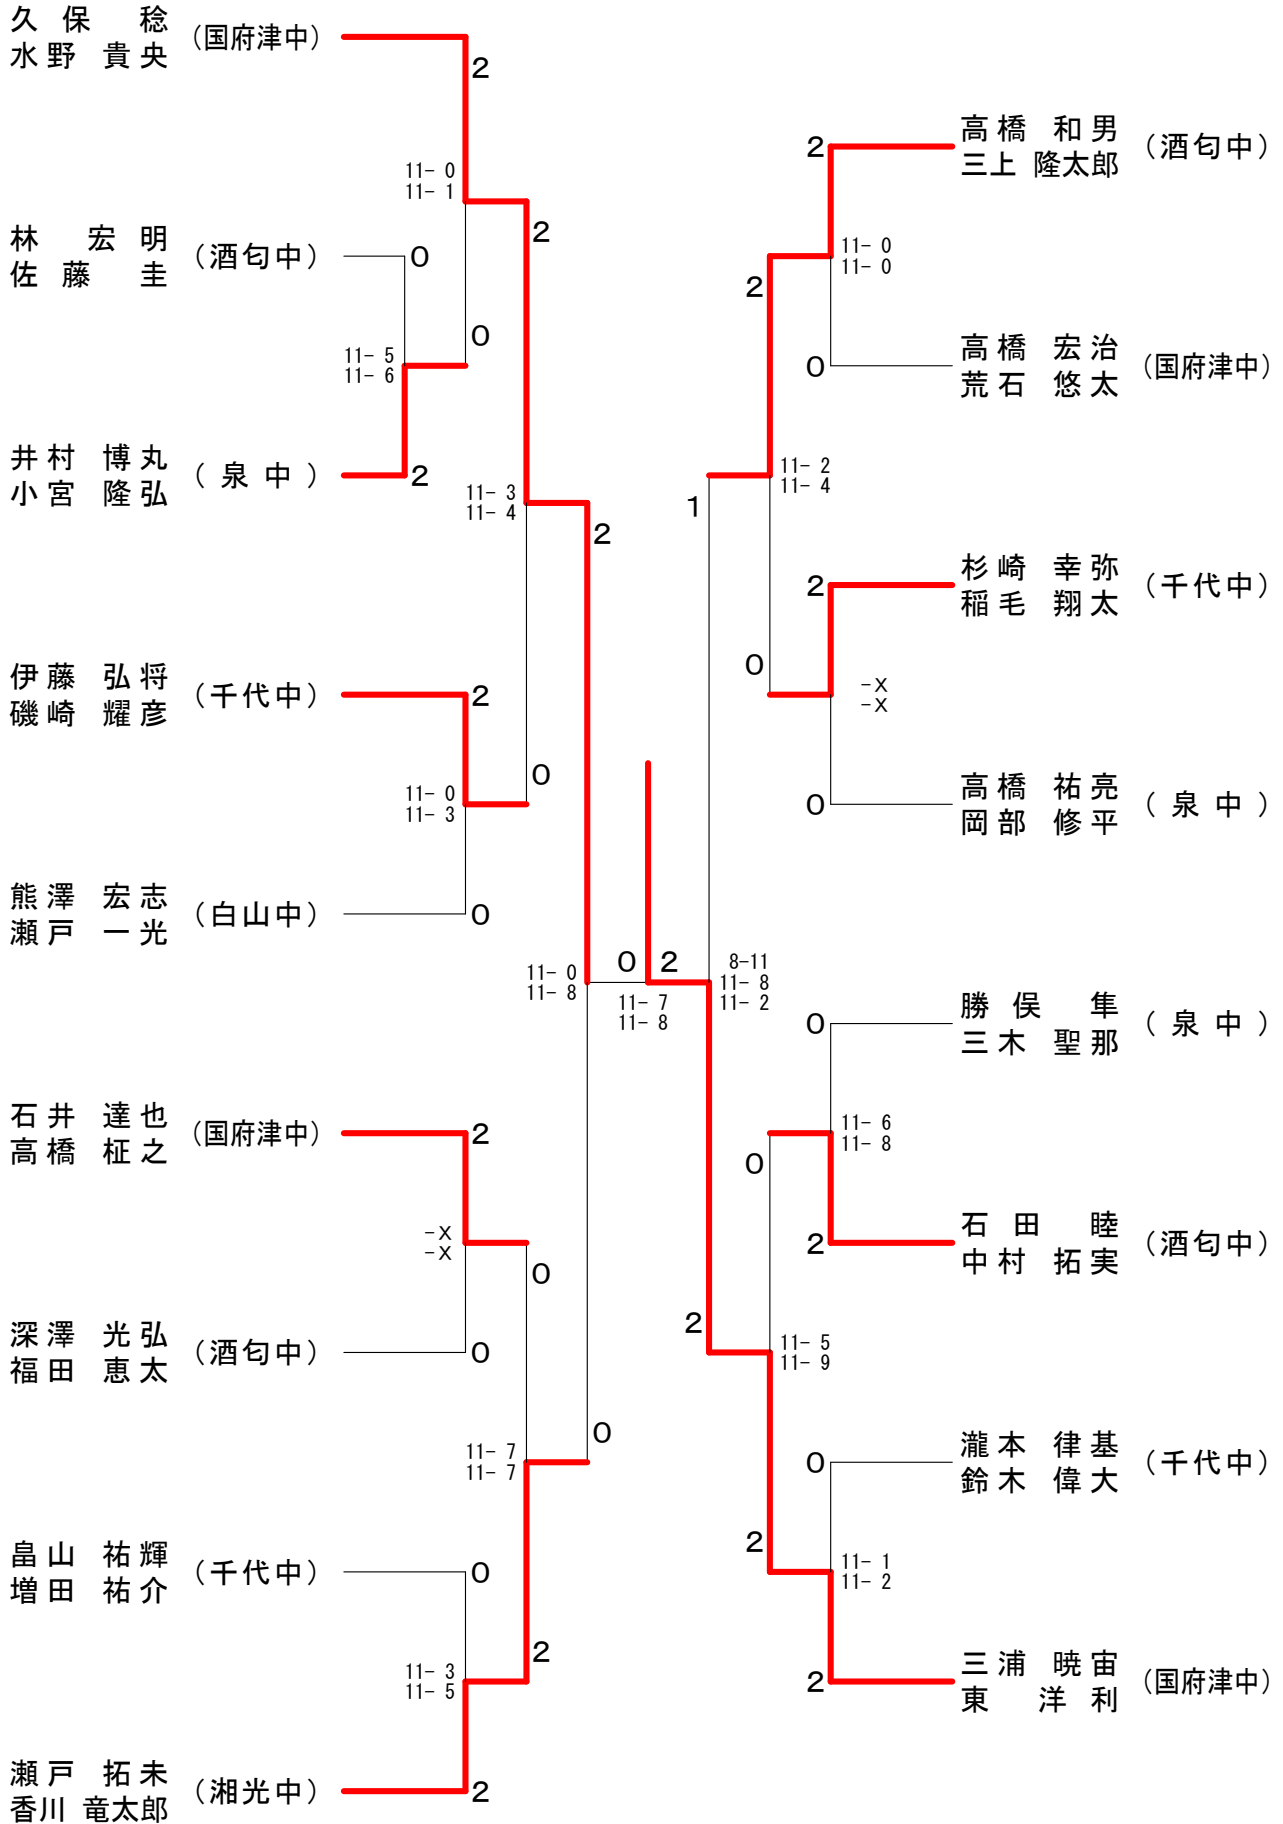 久保 稔
水野 貴央
(国府津中)
2
11- 0
11- 1
2
林 宏明
佐藤 圭
(酒匂中)
0
0
11- 5
11- 6
井村 博丸
小宮 隆弘
(泉中)
2
11- 3
11- 4
2
伊藤 弘将
磯崎 耀彦
(千代中)
2
0
11- 0
11- 3
熊澤 宏志
瀬戸 一光
(白山中)
0
11- 0
11- 8
0
2
11- 7
11- 8
石井 達也
高橋 柾之
(国府津中)
2
-X
-X
0
深澤 光弘
福田 恵太
(酒匂中)
0
0
11- 7
11- 7
畠山 祐輝
増田 祐介
(千代中)
0
2
11- 3
11- 5
瀬戸 拓未
香川 竜太郎
(湘光中)
2
2
高橋 和男
三上 隆太郎
(酒匂中)
11- 0
11- 0
2
0
高橋 宏治
荒石 悠太
(国府津中)
11- 2
11- 4
1
2
杉崎 幸弥
稲毛 翔太
(千代中)
0
-X
-X
0
高橋 祐亮
岡部 修平
(泉中)
8-11
11- 8
11- 2
0
勝俣 隼
三木 聖那
(泉中)
11- 6
11- 8
0
2
石田 睦
中村 拓実
(酒匂中)
2
11- 5
11- 9
0
瀧本 律基
鈴木 偉大
(千代中)
2
11- 1
11- 2
2
三浦 暁宙
東 洋利
(国府津中)